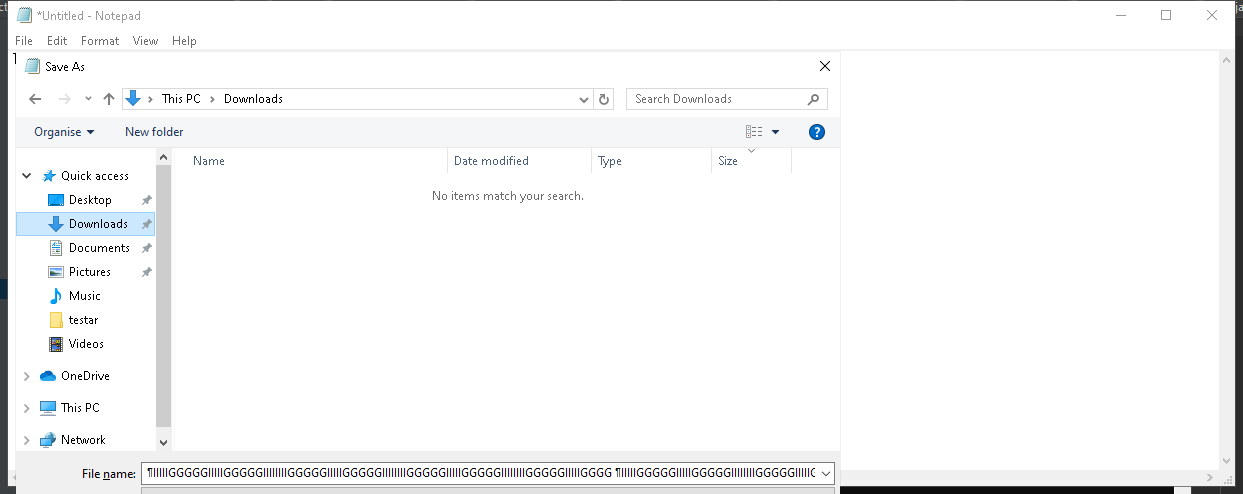 *Untitled - Notepad
File Edit Format View Help
Save As
This PC > Downloads
Search Downloads
Organise New folder
?
Name Date modified Type Size
No items match your search.
Quick access
Desktop
Downloads
Documents
Pictures
Music
testar
Videos
OneDrive
This PC
Network
File name: